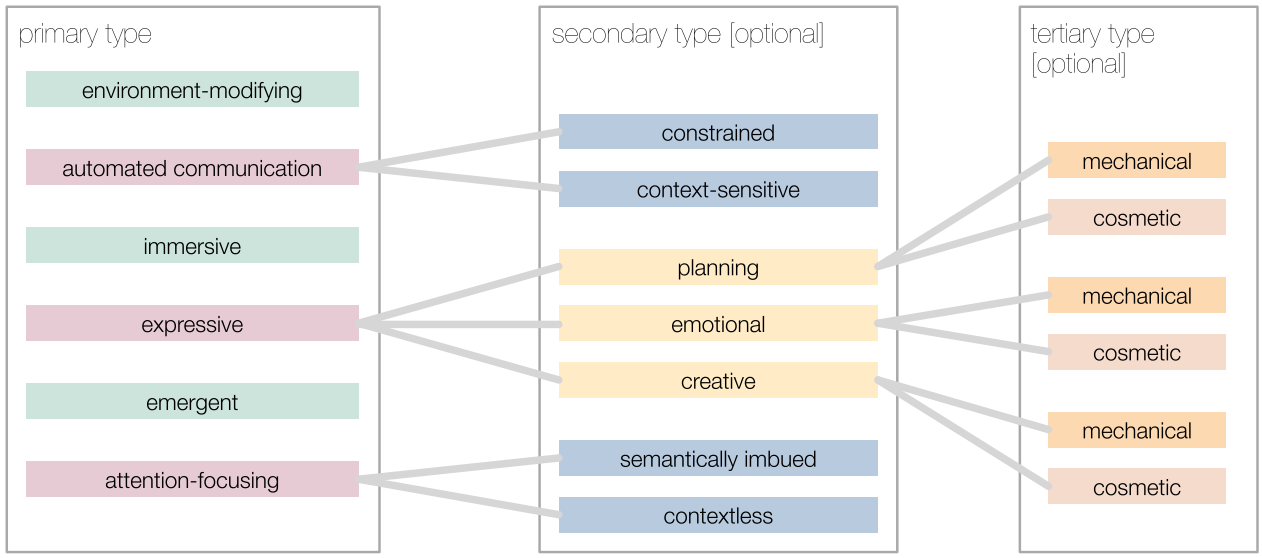 primary type
environment-modifying
automated communication
immersive
expressive
emergent
attention-focusing
secondary type [optional]
constrained
context-sensitive
planning
emotional
creative
semantically imbued
contextless
tertiary type
[optional]
mechanical
cosmetic
mechanical
cosmetic
mechanical
cosmetic